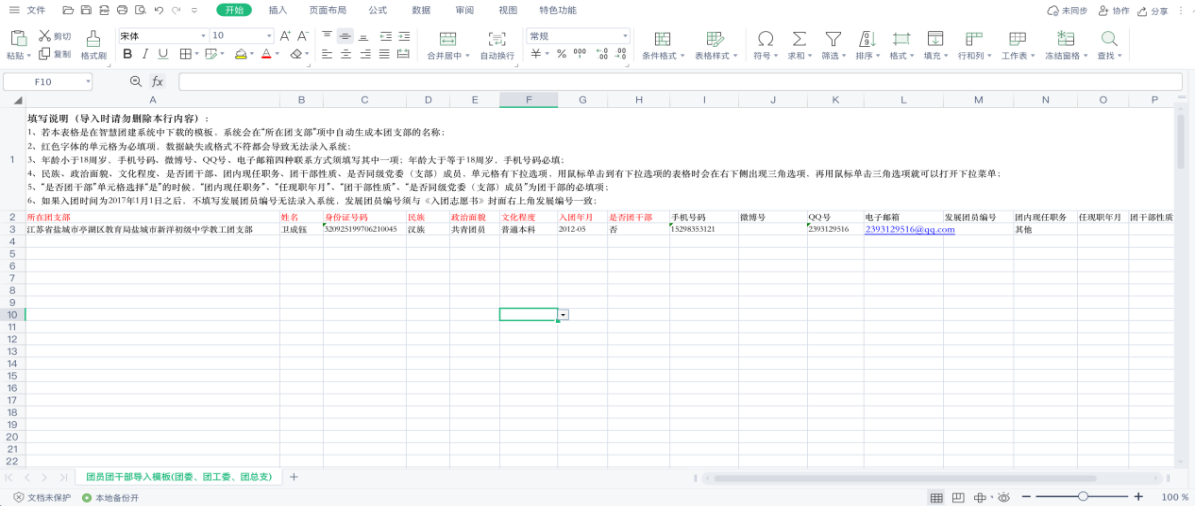 文件 开始 插入 页面布局 公式 数据 审阅 视图 特色功能 未同步 协作 分享
粘贴 剪切 复制 格式刷 宋体 10 合并居中 自动换行 常规 条件格式 表格样式 符号 求和 筛选 排序 格式 填充 行和列 工作表 冻结窗格 查找
F10 fx
A B C D E F G H I J K L M N O P
填写说明（导入时请勿删除本行内容）:
1、若本表格是在智慧团建系统中下载的模板，系统会在"所在团支部"项中自动生成本团支部的名称；
2、红色字体的单元格为必填项，数据缺失或格式不符都会导致无法录入系统；
1 3、年龄小于18周岁，手机号码、微博号、QQ号、电子邮箱四种联系方式须填写其中一项；年龄大于等于18周岁，手机号码必填；
4、民族、政治面貌、文化程度、是否团干部、团内现任职务、团干部性质、是否同级党委（支部）成员，单元格有下拉选项，用鼠标单击到有下拉选项的表格时会在右下侧出现三角选项，再用鼠标单击三角选项就可以打开下拉菜单；
5、"是否团干部"单元格选择"是"的时候，"团内现任职务"、"任现职年月"、"团干部性质"、"是否同级党委（支部）成员"为团干部的必填项；
6、如果入团时间为2017年1月1日之后，不填写发展团员编号无法录入系统，发展团员编号须与《入团志愿书》封面右上角发展编号一致；
2 所在团支部 姓名 身份证号码 民族 政治面貌 文化程度 入团年月 是否团干部 手机号码 微博号 QQ号 电子邮箱 发展团员编号 团内现任职务 任现职年月 团干部性质
3 江苏省盐城市亭湖区教育局盐城市新洋初级中学教工团支部 卫成钰 320925199706210045 汉族 共青团员 普通本科 2012-05 否 15298353121 2393129516 2393129516@qq.com 其他
4
5
6
7
8
9
10
11
12
13
14
15
16
17
18
19
20
21
22
团员团干部导入模板(团委、团工委、团总支)
文档未保护 本地备份开 100 %